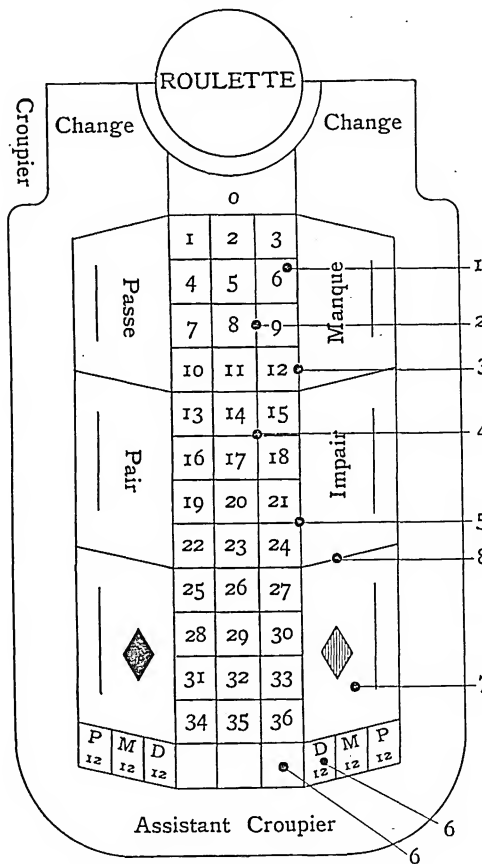 ROULETTE
Croupier
Change
Change
0
1 2 3
4 5 6
1
Passe
Manque
7 8 9
2
10 11 12
3
13 14 15
4
Pair
Impair
16 17 18
19 20 21
5
22 23 24
8
25 26 27
28 29 30
31 32 33
7
34 35 36
P M D
12 12 12
D M P
12 12 12
6
6
Assistant Croupier